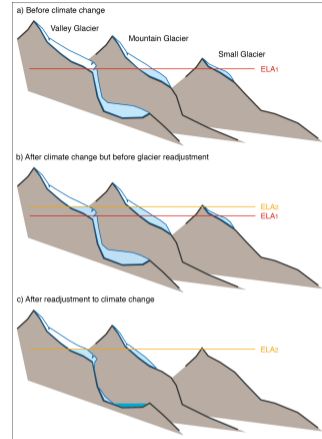 a) Before climate change
Valley Glacier
Mountain Glacier
Small Glacier
ELA₁
b) After climate change but before glacier readjustment
ELA₂
ELA₁
c) After readjustment to climate change
ELA₂